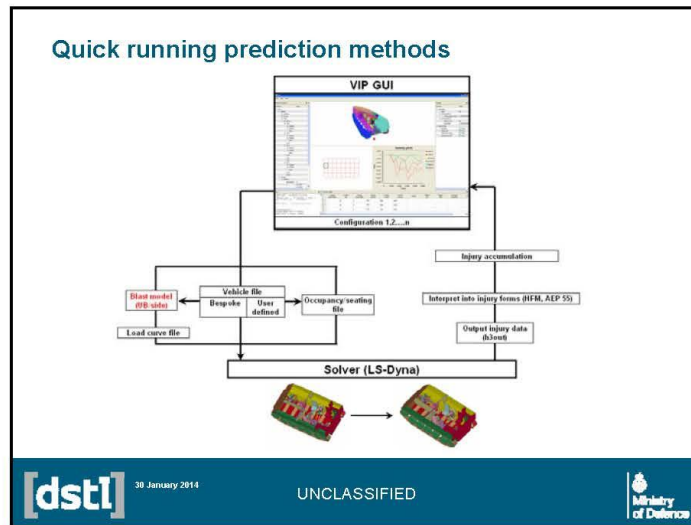 Quick running prediction methods
VIP GUI
Configuration 1,2.....n
Injury accumulation
Blast model
(UB-side)
Vehicle file
Bespoke
User
defined
Occupancy/seating
file
Interpret into injury forms (HFM, AEP 55)
Load curve file
Output injury data
(h3out)
Solver (LS-Dyna)
[dstl]
30 January 2014
UNCLASSIFIED
Ministry
of Defence